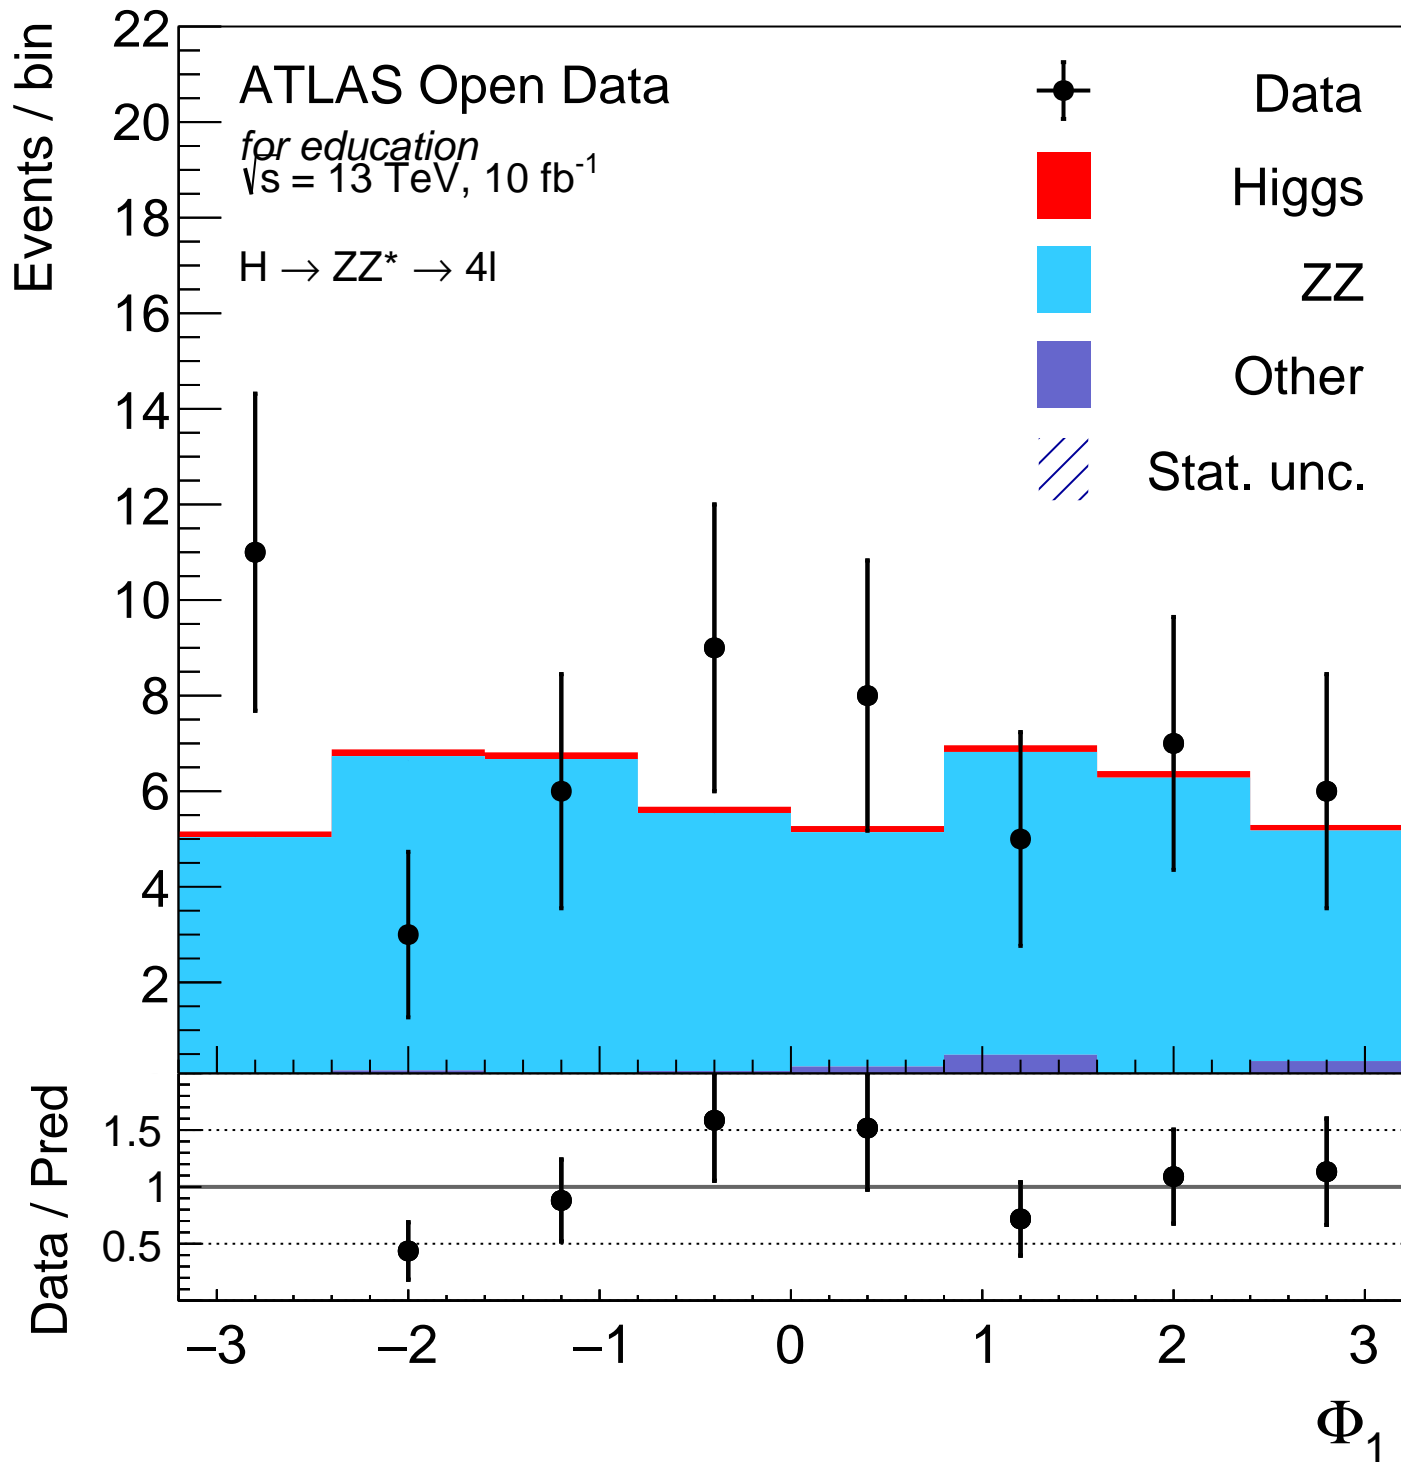 Events / bin
22
20
18
16
14
12
10
8
6
4
2
ATLAS Open Data
for education
√s = 13 TeV, 10 fb-1
H → ZZ* → 4l
Data
Higgs
ZZ
Other
Stat. unc.
Data / Pred
1.5
1
0.5
−3 −2 −1 0 1 2 3
Φ1